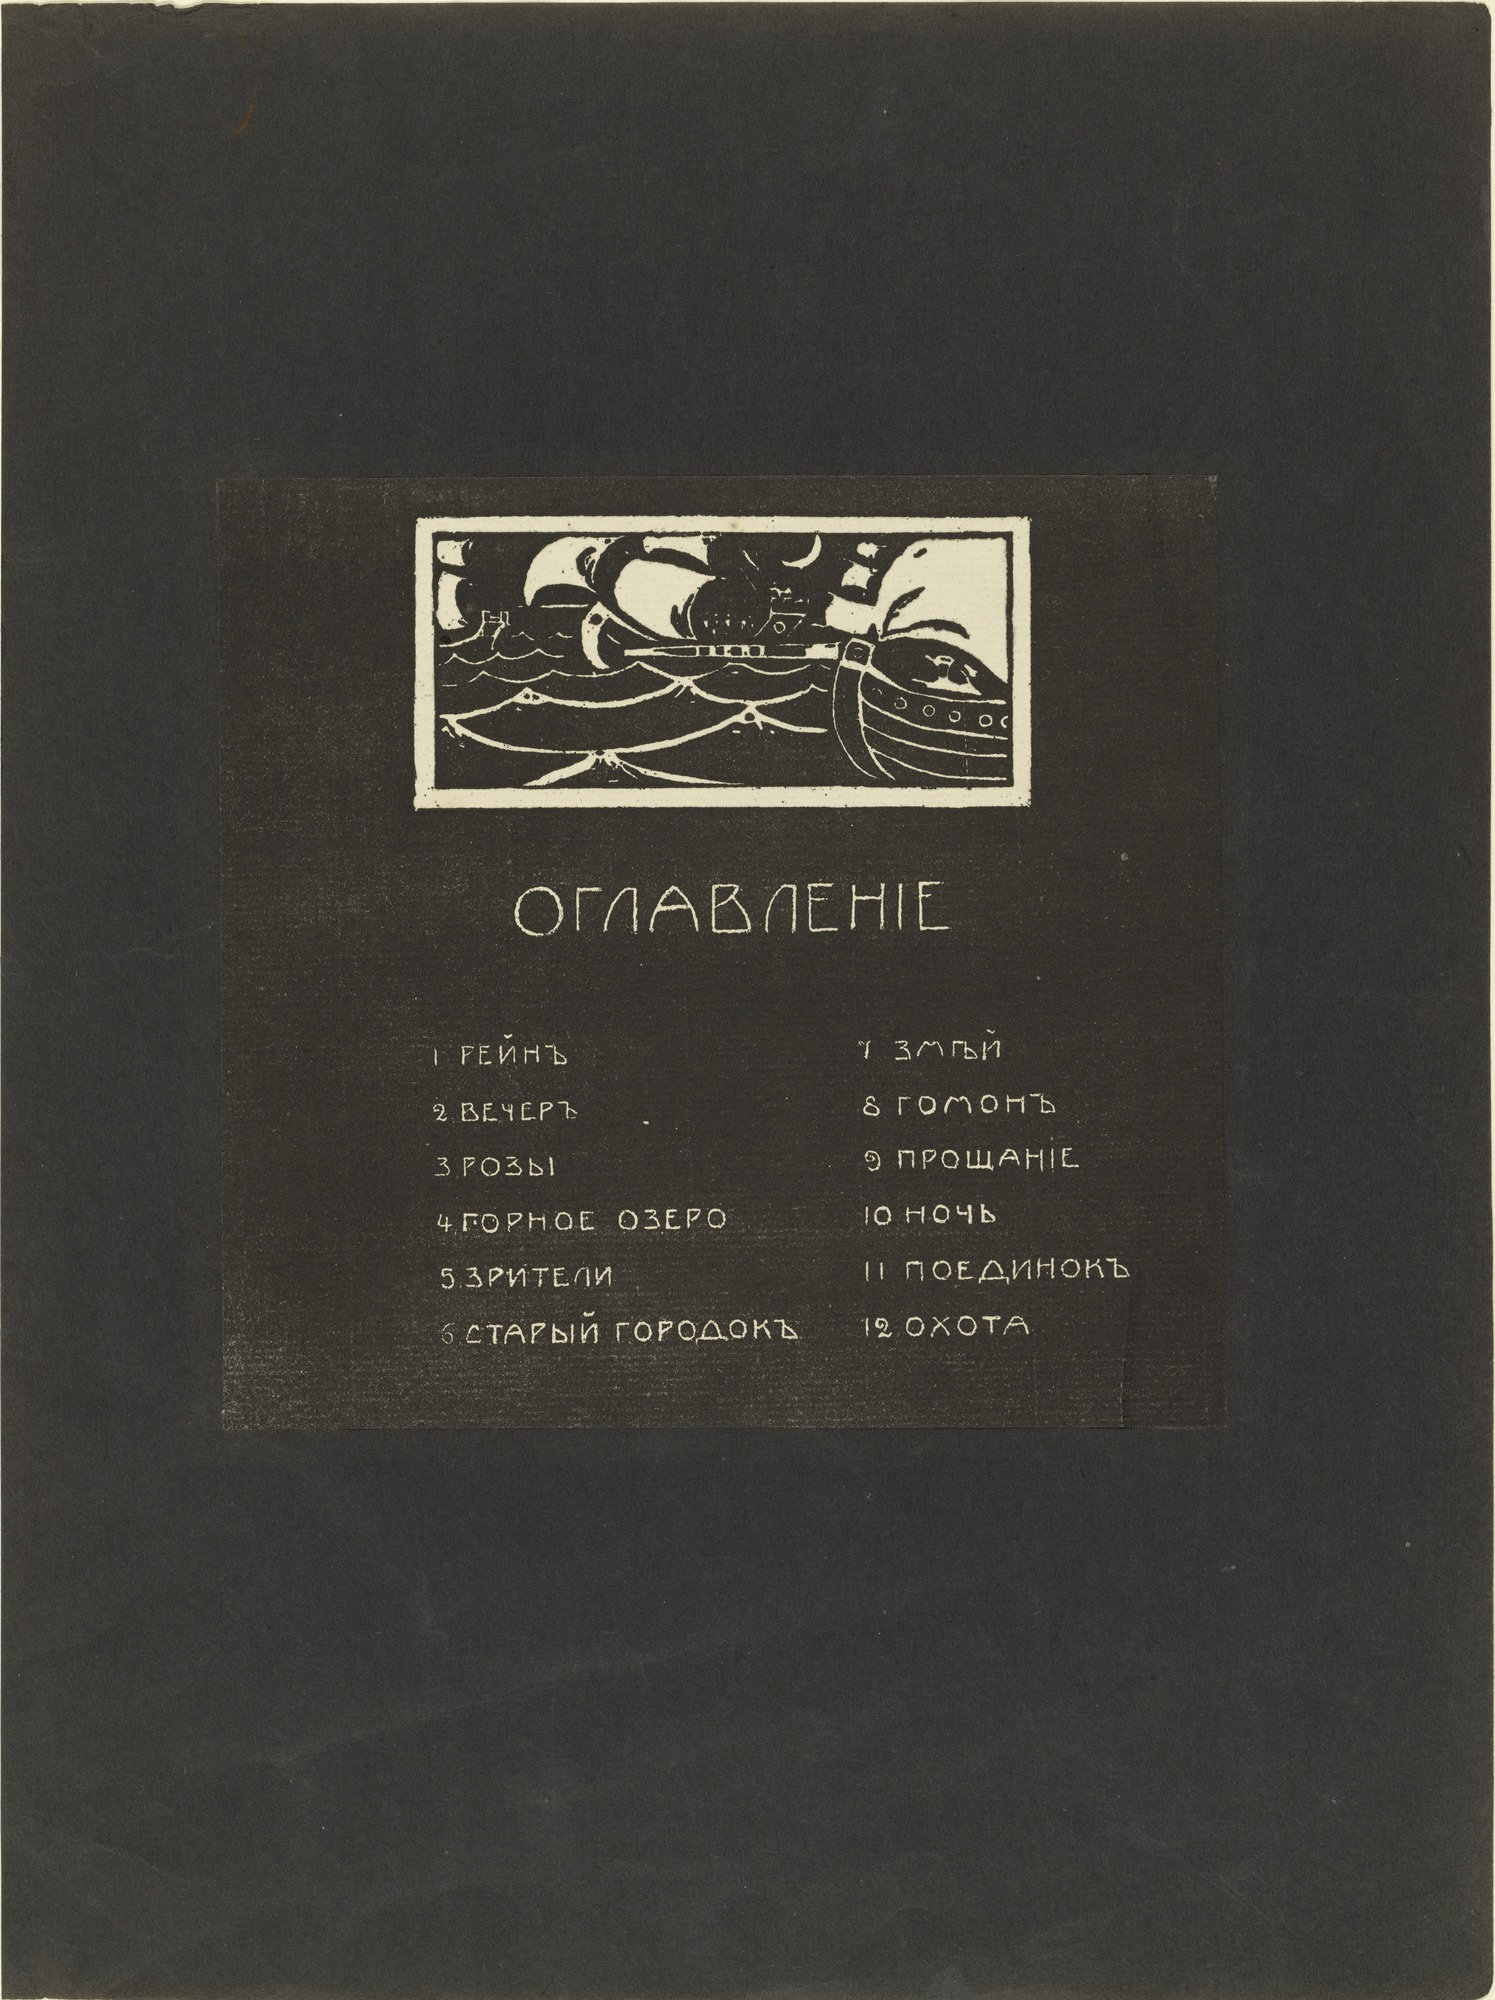 ОГЛАВЛЕНІЕ
1 РЕЙНЪ
2 ВЕЧЕРЪ
3 РОЗЫ
4 ГОРНОЕ ОЗЕРО
5 ЗРИТЕЛИ
6 СТАРЫЙ ГОРОДОКЪ
7 ЗМѢЙ
8 ГОМОНЪ
9 ПРОЩАНІЕ
10 НОЧЬ
11 ПОЕДИНОКЪ
12 ОХОТА